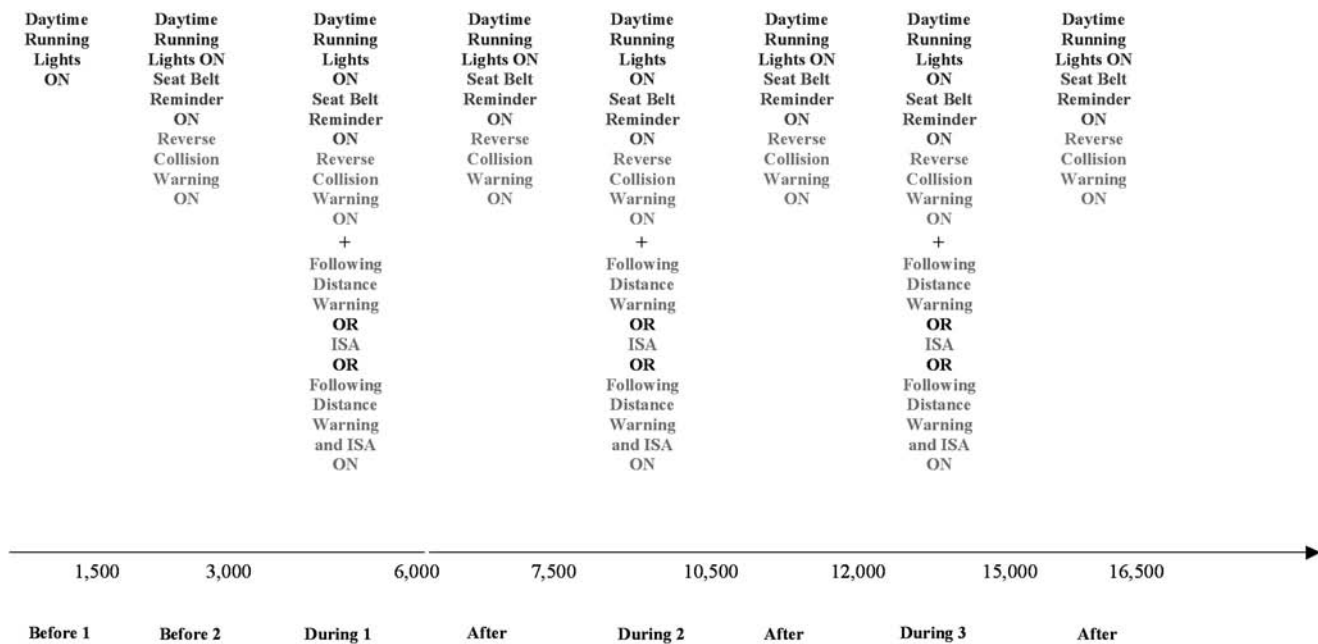 Daytime
Running
Lights
ON
Daytime
Running
Lights ON
Seat Belt
Reminder
ON
Reverse
Collision
Warning
ON
Daytime
Running
Lights
ON
Seat Belt
Reminder
ON
Reverse
Collision
Warning
ON
+
Following
Distance
Warning
OR
ISA
OR
Following
Distance
Warning
and ISA
ON
Daytime
Running
Lights ON
Seat Belt
Reminder
ON
Reverse
Collision
Warning
ON
Daytime
Running
Lights
ON
Seat Belt
Reminder
ON
Reverse
Collision
Warning
ON
+
Following
Distance
Warning
OR
ISA
OR
Following
Distance
Warning
and ISA
ON
Daytime
Running
Lights ON
Seat Belt
Reminder
ON
Reverse
Collision
Warning
ON
Daytime
Running
Lights
ON
Seat Belt
Reminder
ON
Reverse
Collision
Warning
ON
+
Following
Distance
Warning
OR
ISA
OR
Following
Distance
Warning
and ISA
ON
Daytime
Running
Lights ON
Seat Belt
Reminder
ON
Reverse
Collision
Warning
ON
1,500 3,000 6,000 7,500 10,500 12,000 15,000 16,500
Before 1 Before 2 During 1 After During 2 After During 3 After